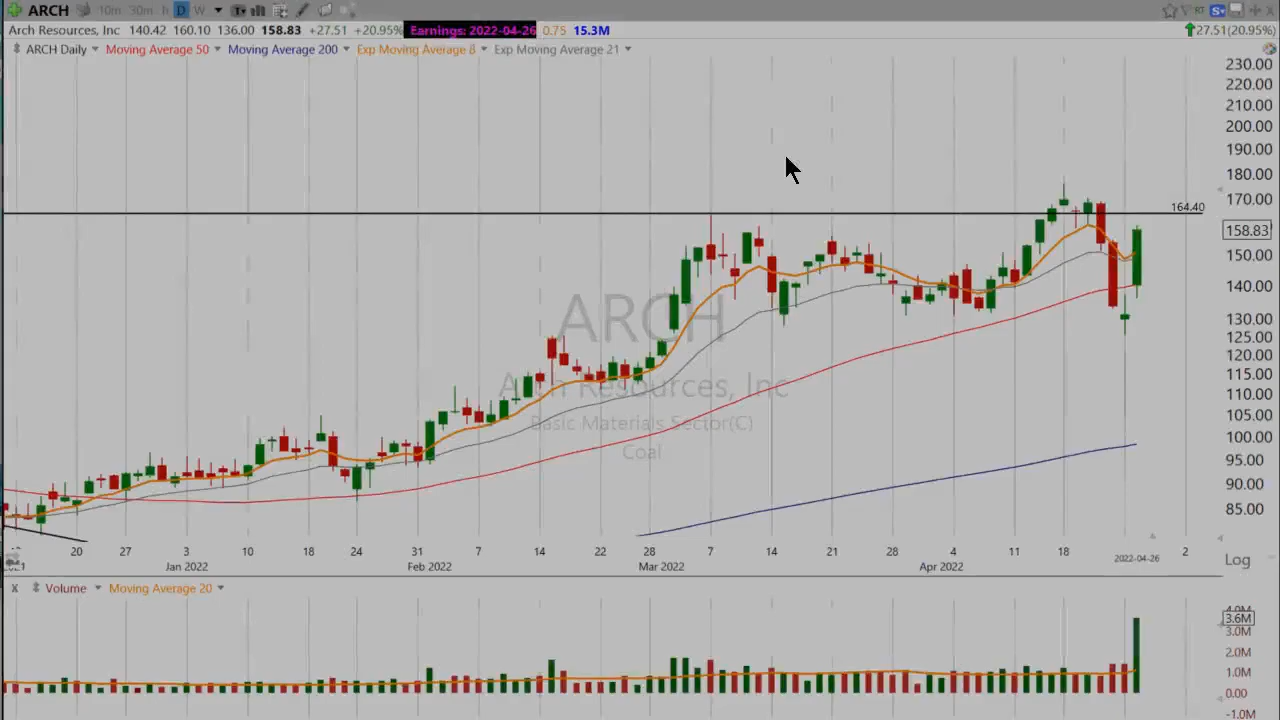 ARCH 10m 30m h D W RT S
Arch Resources, Inc 140.42 160.10 136.00 158.83 +27.51 +20.95% Earnings: 2022-04-26 0.75 15.3M 27.51(20.95%)
ARCH Daily Moving Average 50 Moving Average 200 Exp Moving Average 8 Exp Moving Average 21
230.00
220.00
210.00
200.00
190.00
180.00
170.00
164.40
158.83
150.00
140.00
130.00
125.00
120.00
115.00
110.00
105.00
100.00
95.00
90.00
85.00
ARCH
Arch Resources, Inc
Basic Materials Sector(C)
Coal
20 27 3 10 18 24 31 7 14 22 28 7 14 21 28 4 11 18 2022-04-26 2
Jan 2022 Feb 2022 Mar 2022 Apr 2022
Log
X Volume Moving Average 20
4.0M
3.6M
3.0M
2.0M
1.0M
0.00
-1.0M